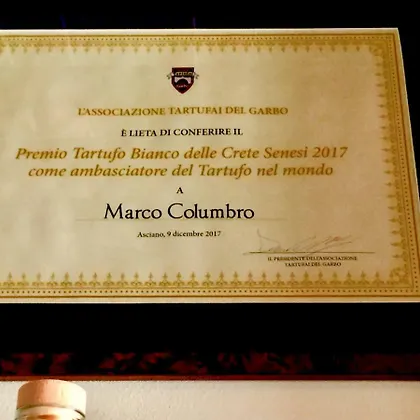 L'ASSOCIAZIONE TARTUFAI DEL GARBO
È LIETA DI CONFERIRE IL
Premio Tartufo Bianco delle Crete Senesi 2017
come ambasciatore del Tartufo nel mondo
A
Marco Columbro
Asciano, 9 dicembre 2017
IL PRESIDENTE DELL'ASSOCIAZIONE
TARTUFAI DEL GARBO